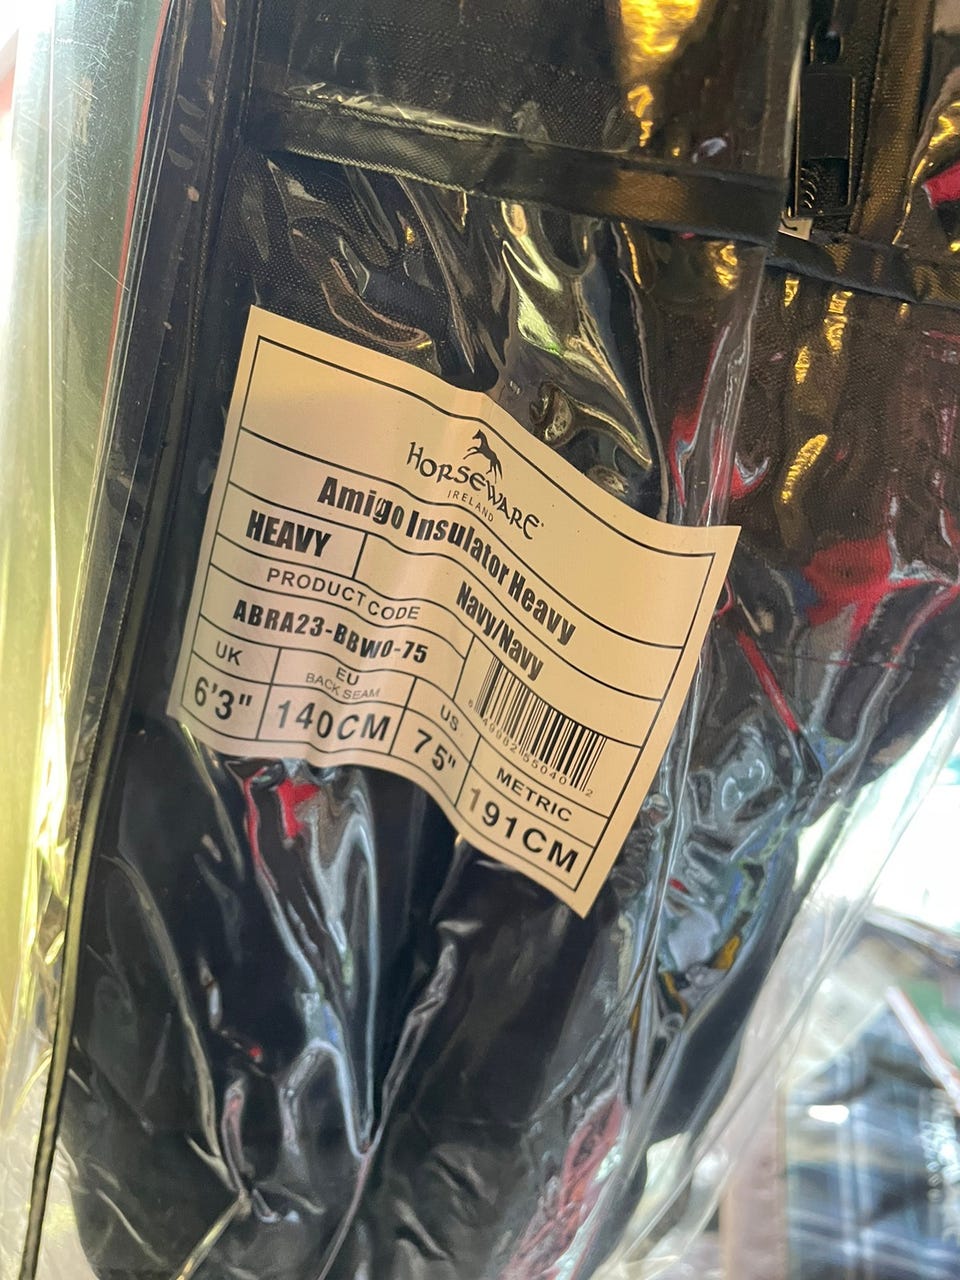 HORSEWARE
IRELAND
Amigo Insulator Heavy
HEAVY
Navy/Navy
PRODUCT CODE
ABRA23-BBW0-75
UK
EU
BACK SEAM
US
METRIC
6'3"
140CM
75"
191CM